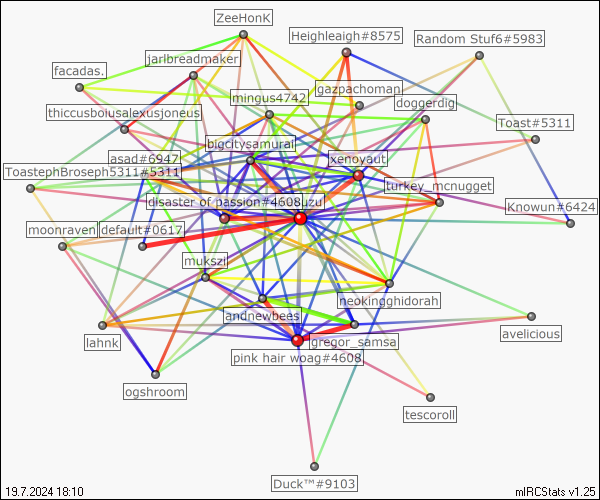 ZeeHonK
Heighleigh#8575
Random Stuf6#5983
jarlbreadmaker
facadas.
gazpachoman
mingus4742
doggerdig
thiccusboiusalexusjoneus
Toast#5311
bigcitysamurai
asad#6947
xenoyaut
ToastephBroseph5311#5311
turkey_mcnugget
disaster of passion#4608
uzu
Knowun#6424
moonraven
default#0617
mukszi
neokingghidorah
andnewbees
avelicious
lahnk
gregor_samsa
pink hair woag#4608
ogshroom
tescoroll
Duck™#9103
19.7.2024 18:10
mIRCStats v1.25